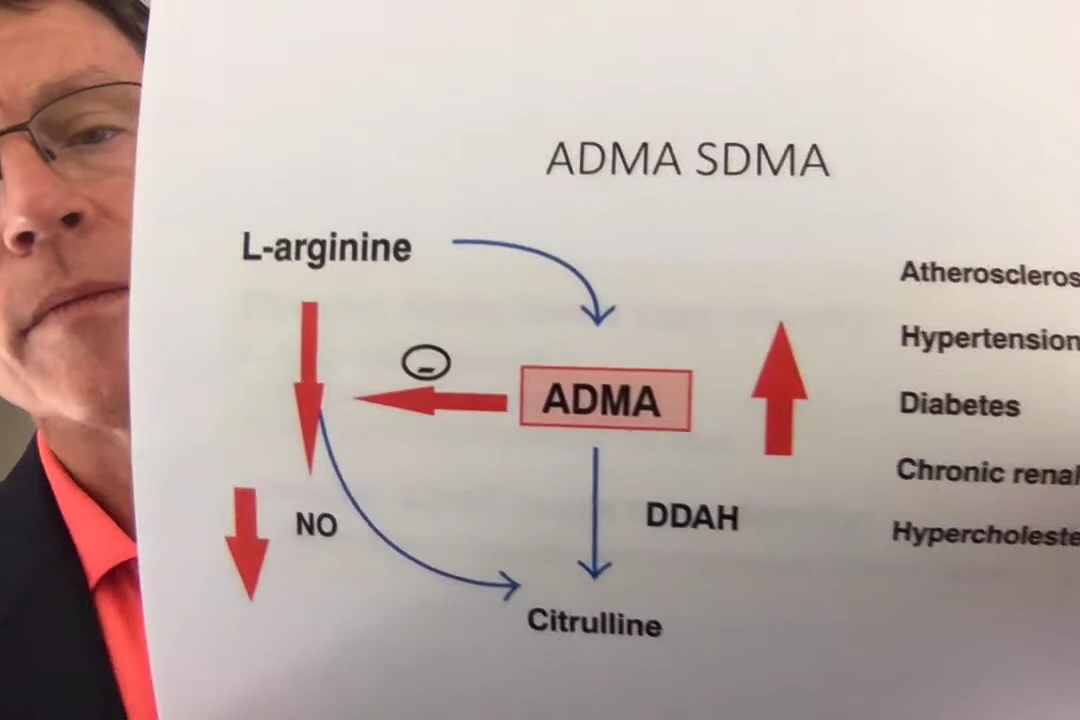 ADMA SDMA
L-arginine
ADMA
NO
DDAH
Citrulline
Atheroscleros
Hypertension
Diabetes
Chronic renal
Hypercholeste